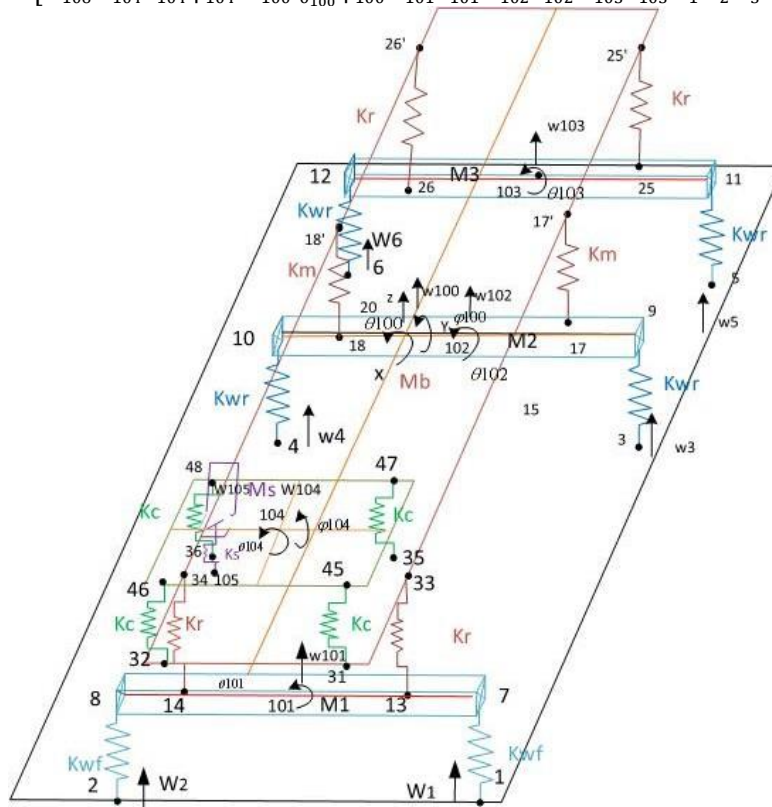 26'
25'
Kr
Kr
w103
12
M3
11
26
103
θ103
25
Kwr
17'
18'
W6
Kwr
Km
6
Km
5
z
w100
w102
20
9
w5
θ100
Y
φ100
10
18
102
M2
17
X
Mb
θ102
Kwr
Kwr
15
4
w4
3
w3
48
47
W105
Ms
W104
Kc
104
φ104
Kc
36
Ks
θ104
35
34
105
45
33
46
Kc
Kr
Kc
Kr
32
w101
31
θ101
8
14
101
M1
13
7
Kwf
Kwf
2
W2
W1
1